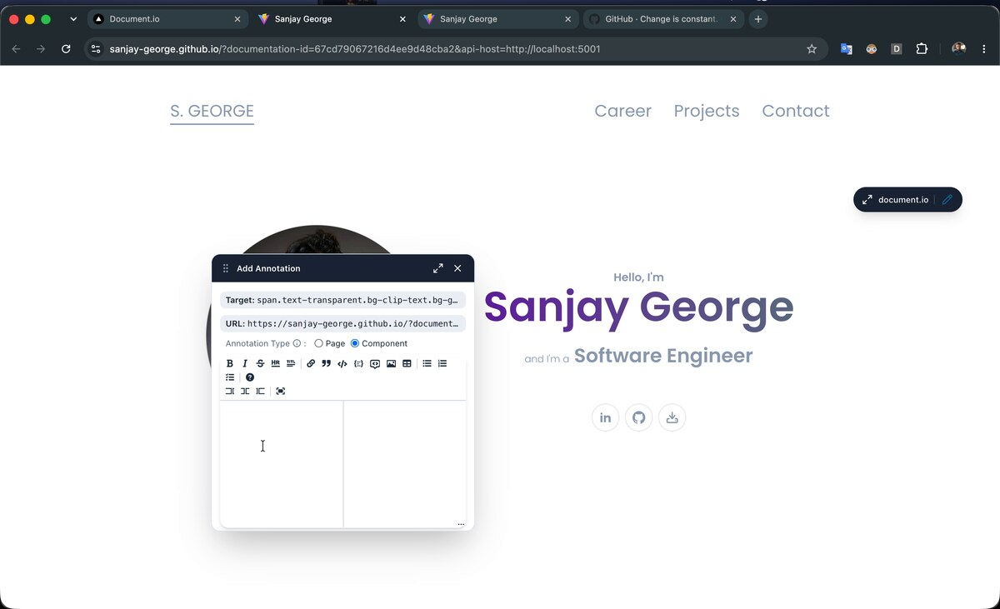 Document.io
Sanjay George
Sanjay George
GitHub · Change is constant.
sanjay-george.github.io/?documentation-id=67cd79067216d4ee9d48cba2&api-host=http://localhost:5001
D
S. GEORGE
Career
Projects
Contact
document.io
Add Annotation
Target: span.text-transparent.bg-clip-text.bg-g…
URL: https://sanjay-george.github.io/?document…
Annotation Type : Page Component
B I S HR
Hello, I'm
Sanjay George
and I'm a Software Engineer
in